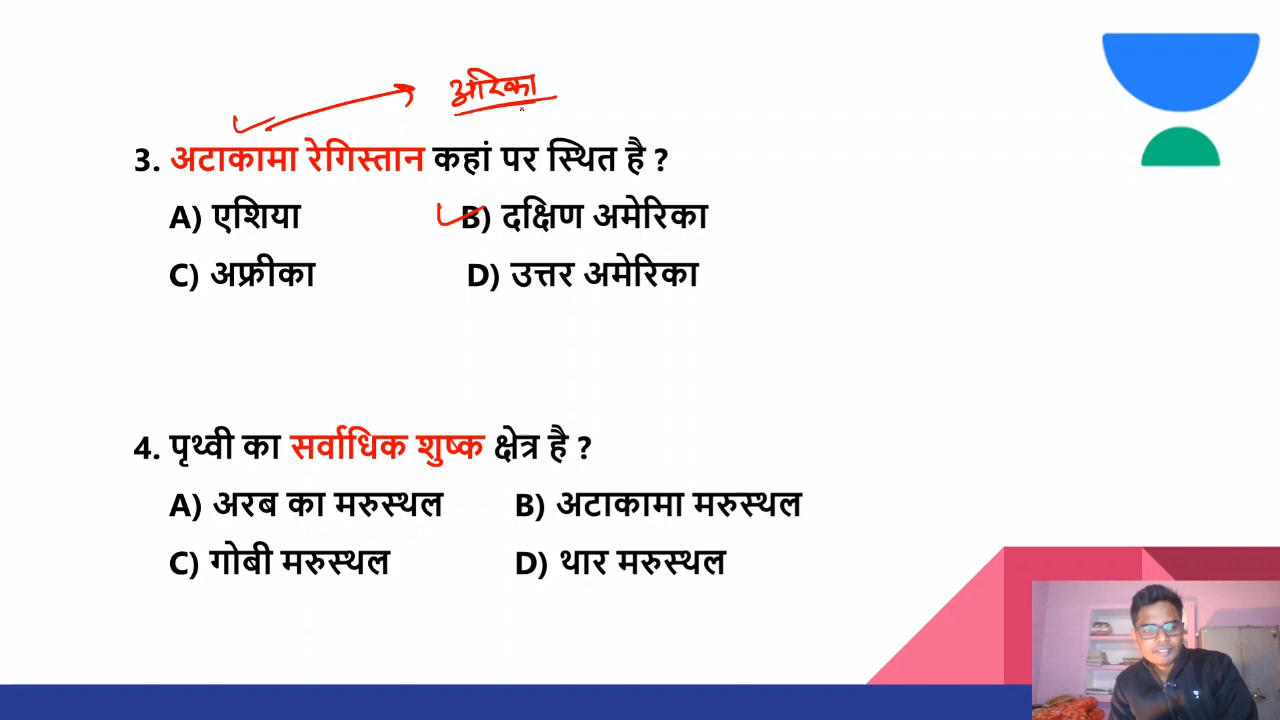 अरिका
3. अटाकामा रेगिस्तान कहां पर स्थित है ?
A) एशिया B) दक्षिण अमेरिका
C) अफ्रीका D) उत्तर अमेरिका
4. पृथ्वी का सर्वाधिक शुष्क क्षेत्र है ?
A) अरब का मरुस्थल B) अटाकामा मरुस्थल
C) गोबी मरुस्थल D) थार मरुस्थल